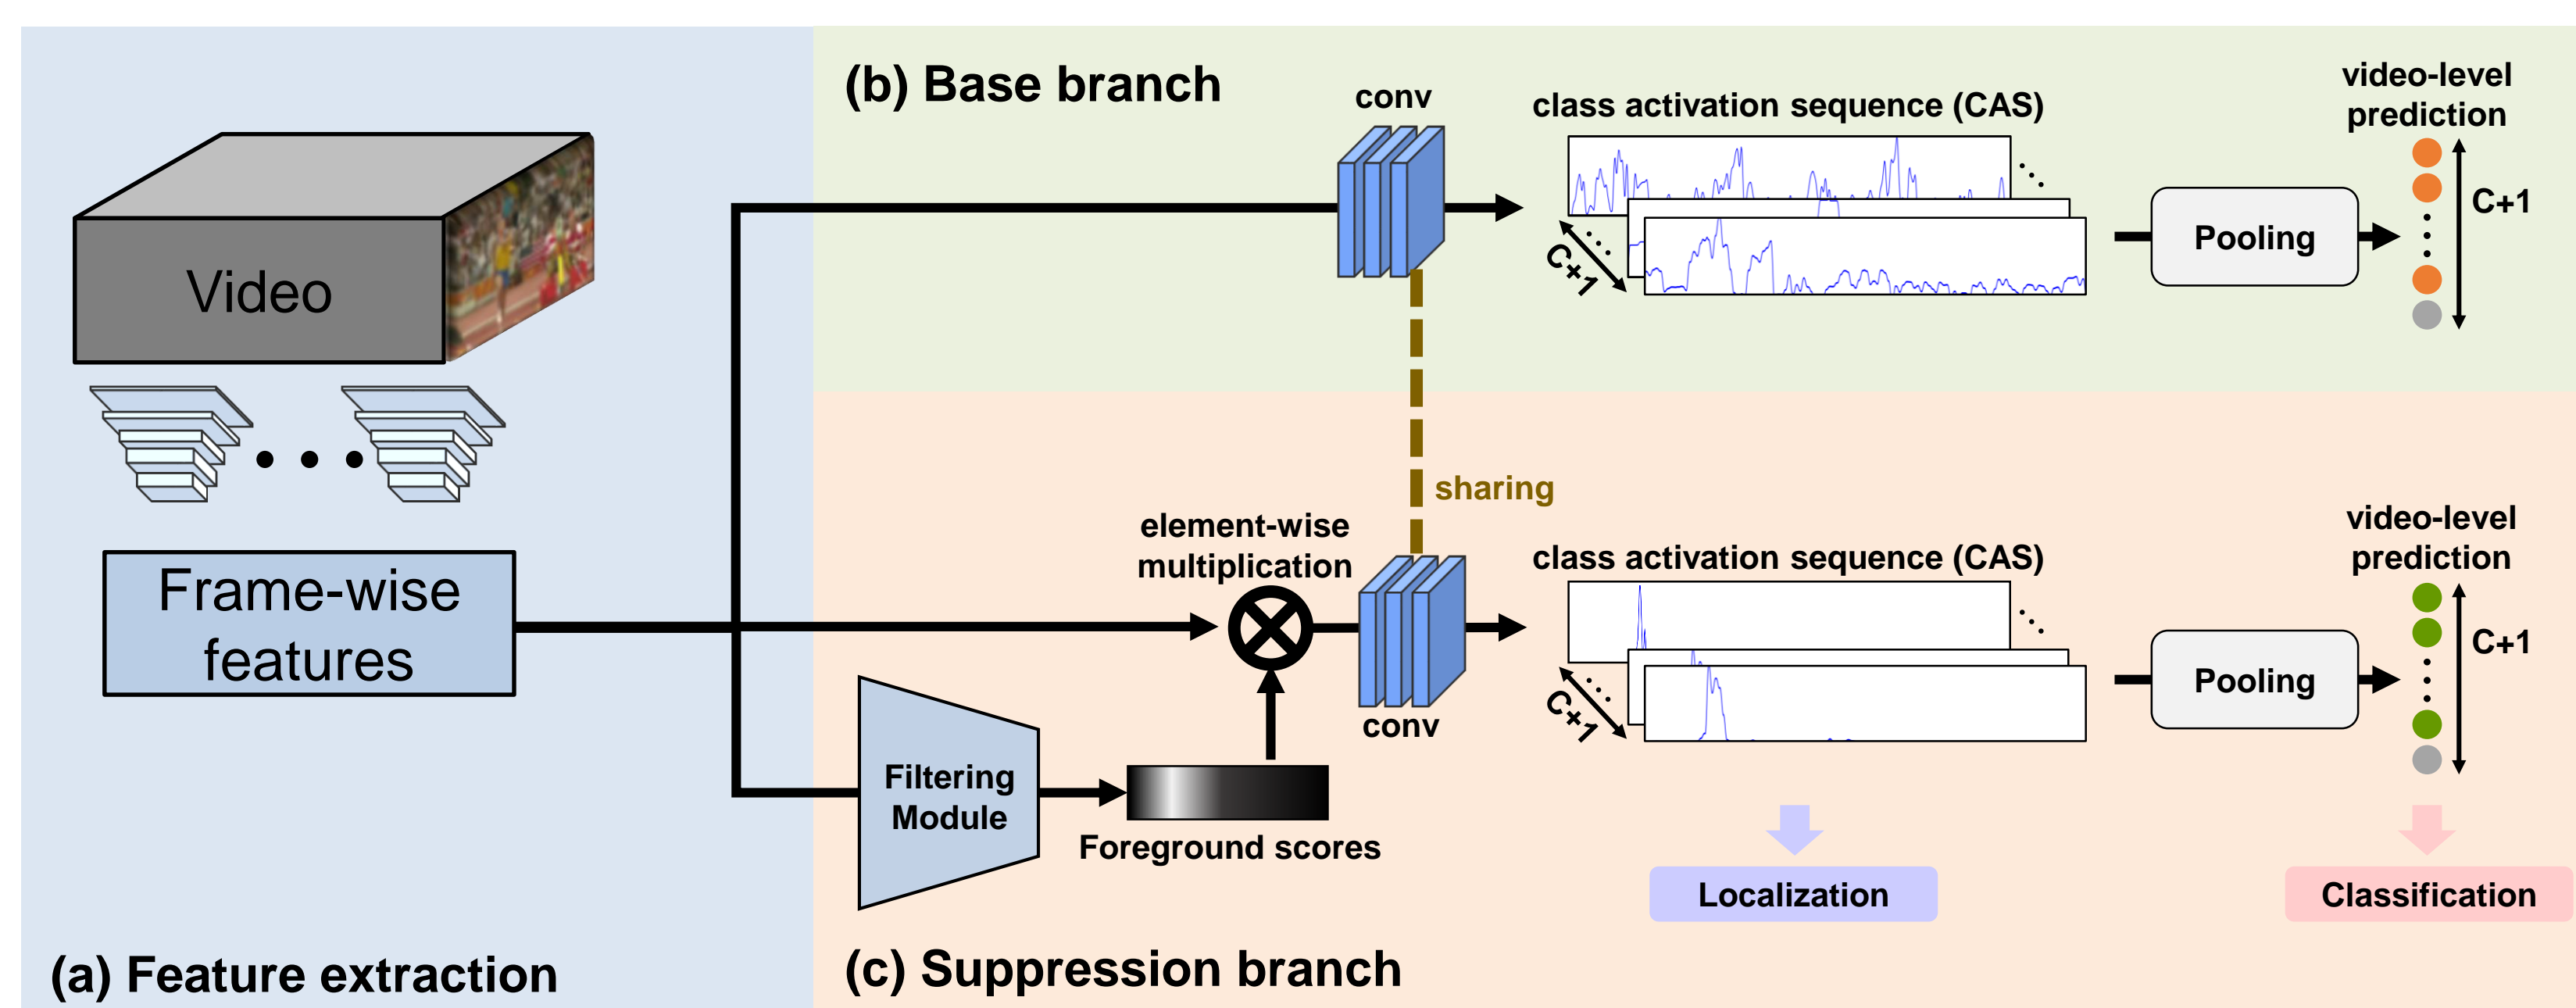 Video
Frame-wise
features
(a) Feature extraction
(b) Base branch
conv
class activation sequence (CAS)
C+1
Pooling
video-level
prediction
C+1
sharing
element-wise
multiplication
conv
Filtering
Module
Foreground scores
class activation sequence (CAS)
C+1
Pooling
video-level
prediction
C+1
Localization
Classification
(c) Suppression branch